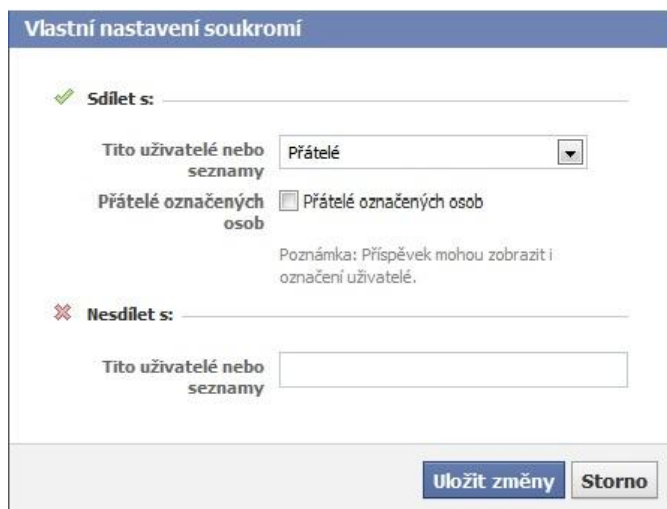 Vlastní nastavení soukromí
Sdílet s:
Tito uživatelé nebo
seznamy
Přátelé
Přátelé označených
osob
Přátelé označených osob
Poznámka: Příspěvek mohou zobrazit i
označení uživatelé.
Nesdílet s:
Tito uživatelé nebo
seznamy
Uložit změny
Storno